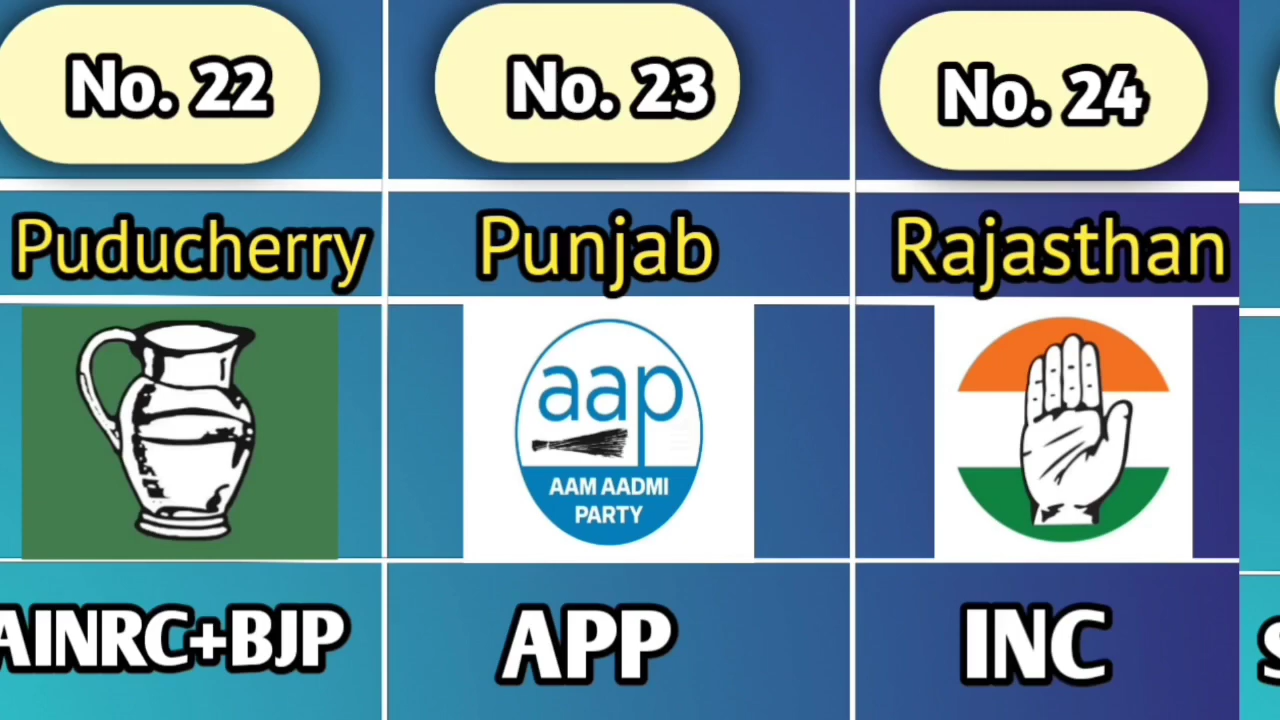 No. 22
No. 23
No. 24
Puducherry
Punjab
Rajasthan
aap
AAM AADMI
PARTY
AINRC+BJP
APP
INC